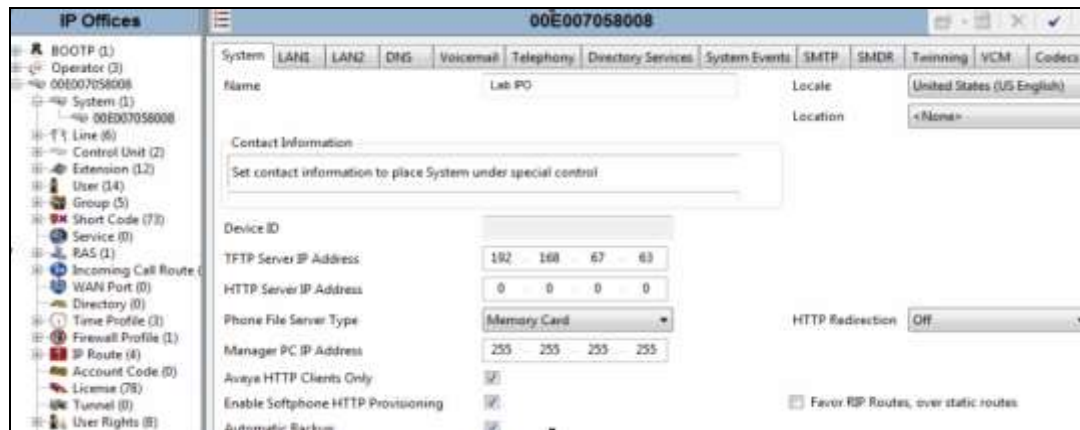 IP Offices
BOOTP (1)
Operator (3)
00E007058008
System (1)
00E007058008
Line (6)
Control Unit (2)
Extension (12)
User (14)
Group (5)
Short Code (73)
Service (0)
RAS (1)
Incoming Call Route (
WAN Port (0)
Directory (0)
Time Profile (3)
Firewall Profile (1)
IP Route (4)
Account Code (0)
License (78)
Tunnel (0)
User Rights (8)
00E007058008
System LAN1 LAN2 DNS Voicemail Telephony Directory Services System Events SMTP SMDR Twinning VCM Codecs
Name Lab IPO Locale United States (US English)
Location <None>
Contact Information
Set contact information to place System under special control
Device ID
TFTP Server IP Address 192 168 67 63
HTTP Server IP Address 0 0 0 0
Phone File Server Type Memory Card HTTP Redirection Off
Manager PC IP Address 255 255 255 255
Avaya HTTP Clients Only
Enable Softphone HTTP Provisioning Favor RIP Routes, over static routes
Automatic Backup